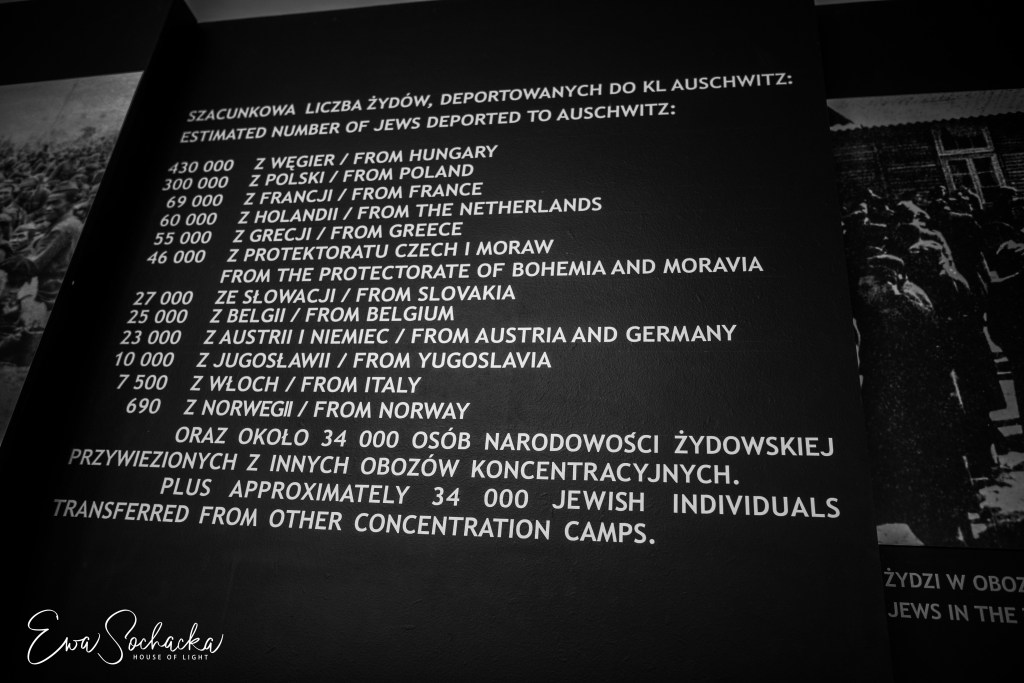 SZACUNKOWA LICZBA ŻYDÓW, DEPORTOWANYCH DO KL AUSCHWITZ:
ESTIMATED NUMBER OF JEWS DEPORTED TO AUSCHWITZ:
430 000 Z WĘGIER / FROM HUNGARY
300 000 Z POLSKI / FROM POLAND
69 000 Z FRANCJI / FROM FRANCE
60 000 Z HOLANDII / FROM THE NETHERLANDS
55 000 Z GRECJI / FROM GREECE
46 000 Z PROTEKTORATU CZECH I MORAW
FROM THE PROTECTORATE OF BOHEMIA AND MORAVIA
27 000 ZE SLOWACJI / FROM SLOVAKIA
25 000 Z BELGII / FROM BELGIUM
23 000 Z AUSTRII I NIEMIEC / FROM AUSTRIA AND GERMANY
10 000 Z JUGOSŁAWII / FROM YUGOSLAVIA
7 500 Z WŁOCH / FROM ITALY
690 Z NORWEGII / FROM NORWAY
ORAZ OKOŁO 34 000 OSÓB NARODOWOŚCI ŻYDOWSKIEJ
PRZYWIEZIONYCH Z INNYCH OBOZÓW KONCENTRACYJNYCH.
PLUS APPROXIMATELY 34 000 JEWISH INDIVIDUALS
TRANSFERRED FROM OTHER CONCENTRATION CAMPS.
ŻYDZI W OBOZ
JEWS IN THE
Ewa Sochacka
HOUSE OF LIGHT